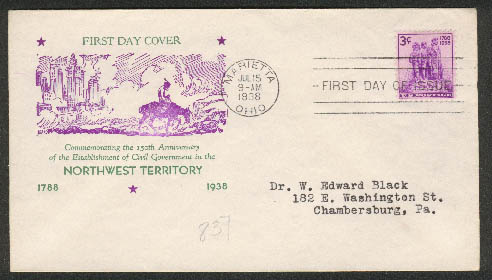 FIRST DAY COVER
Commemorating the 150th Anniversary
of the Establishment of Civil Government in the
NORTHWEST TERRITORY
1788 1938
MARIETTA
JUL 15
9-AM
1938
OHIO
FIRST DAY OF ISSUE
3¢ 1788
1938
Dr. W. Edward Black
182 E. Washington St.
Chambersburg, Pa.
837